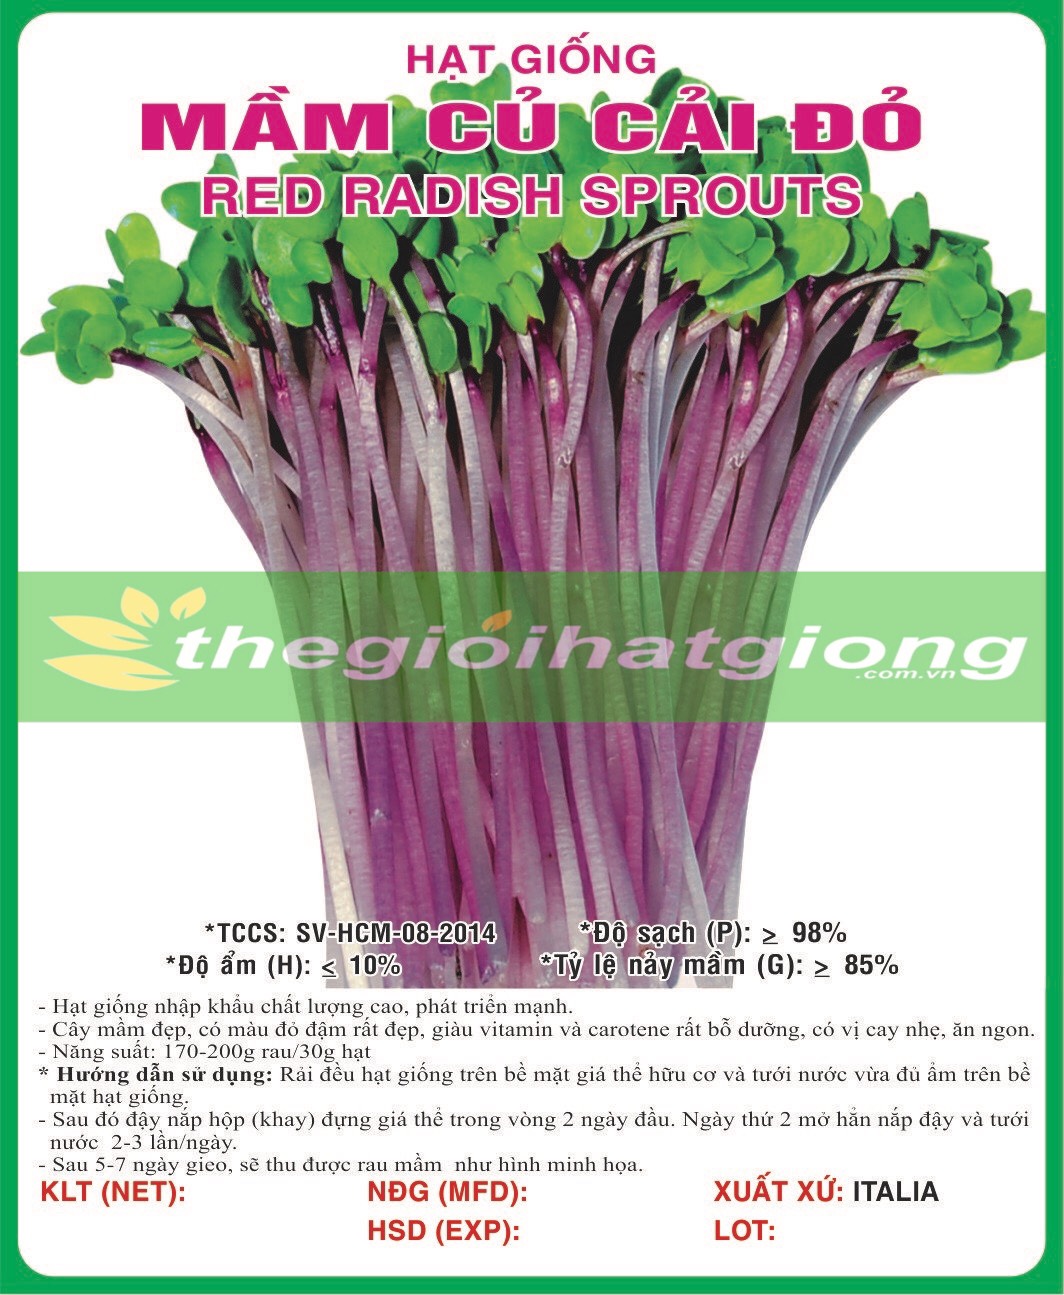 HẠT GIỐNG
MẦM CỦ CẢI ĐỎ
RED RADISH SPROUTS
thegioihatgiong
.com.vn
*TCCS: SV-HCM-08-2014 *Độ sạch (P): ≥ 98%
*Độ ẩm (H): ≤ 10% *Tỷ lệ nảy mầm (G): ≥ 85%
- Hạt giống nhập khẩu chất lượng cao, phát triển mạnh.
- Cây mầm đẹp, có màu đỏ đậm rất đẹp, giàu vitamin và carotene rất bỗ dưỡng, có vị cay nhẹ, ăn ngon.
- Năng suất: 170-200g rau/30g hạt
* Hướng dẫn sử dụng: Rải đều hạt giống trên bề mặt giá thể hữu cơ và tưới nước vừa đủ ẩm trên bề
mặt hạt giống.
- Sau đó đậy nắp hộp (khay) đựng giá thể trong vòng 2 ngày đầu. Ngày thứ 2 mở hẳn nắp đậy và tưới
nước 2-3 lần/ngày.
- Sau 5-7 ngày gieo, sẽ thu được rau mầm như hình minh họa.
KLT (NET): NĐG (MFD): XUẤT XỨ: ITALIA
HSD (EXP): LOT: